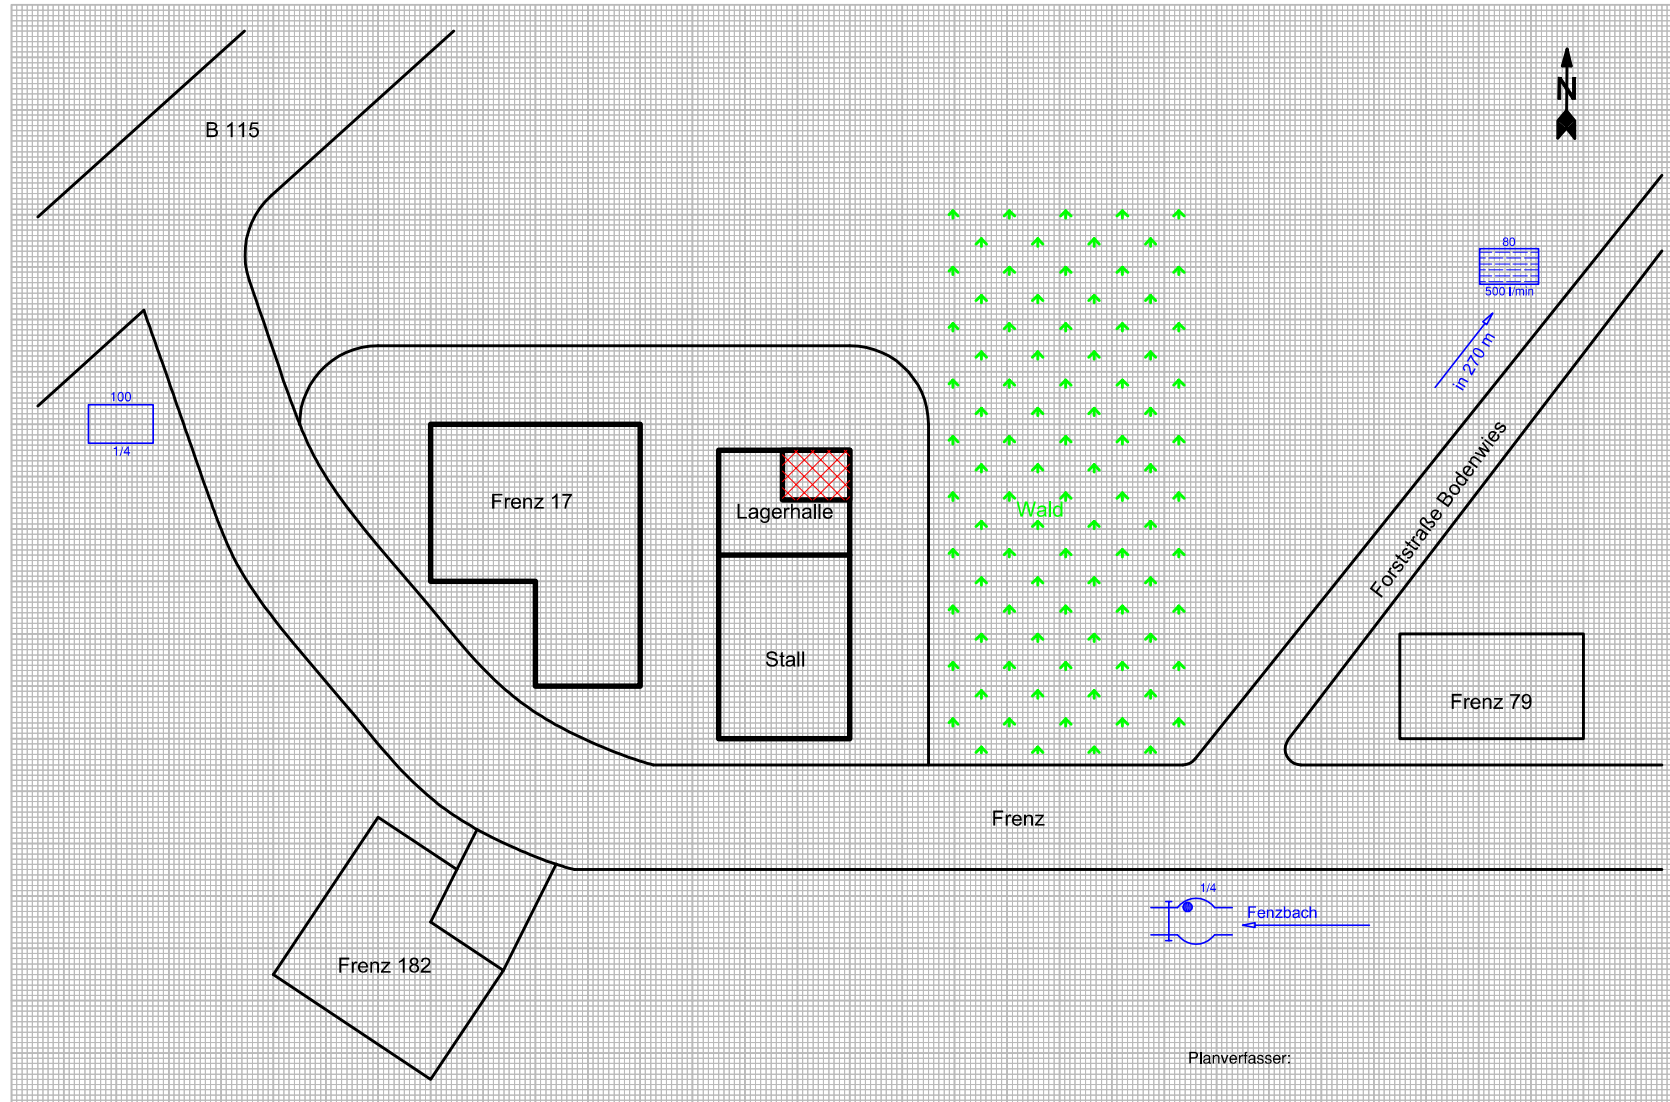 B 115
N
80
500 l/min
in 270 m
100
1/4
Frenz 17
Lagerhalle
Wald
Forststraße Bodenwies
Stall
Frenz 79
Frenz
1/4
Fenzbach
Frenz 182
Planverfasser: